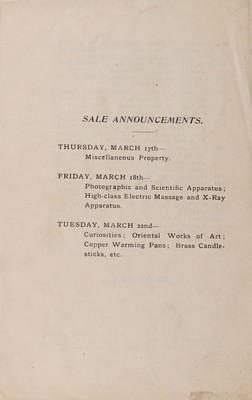 SALE ANNOUNCEMENTS.
THURSDAY, MARCH 17th—
Miscellaneous Property.
FRIDAY, MARCH 18th—
Photographic and Scientific Apparatus;
High-class Electric Massage and X-Ray
Apparatus.
TUESDAY, MARCH 22nd—
Curiosities; Oriental Works of Art;
Copper Warming Pans; Brass Candle-
sticks, etc.